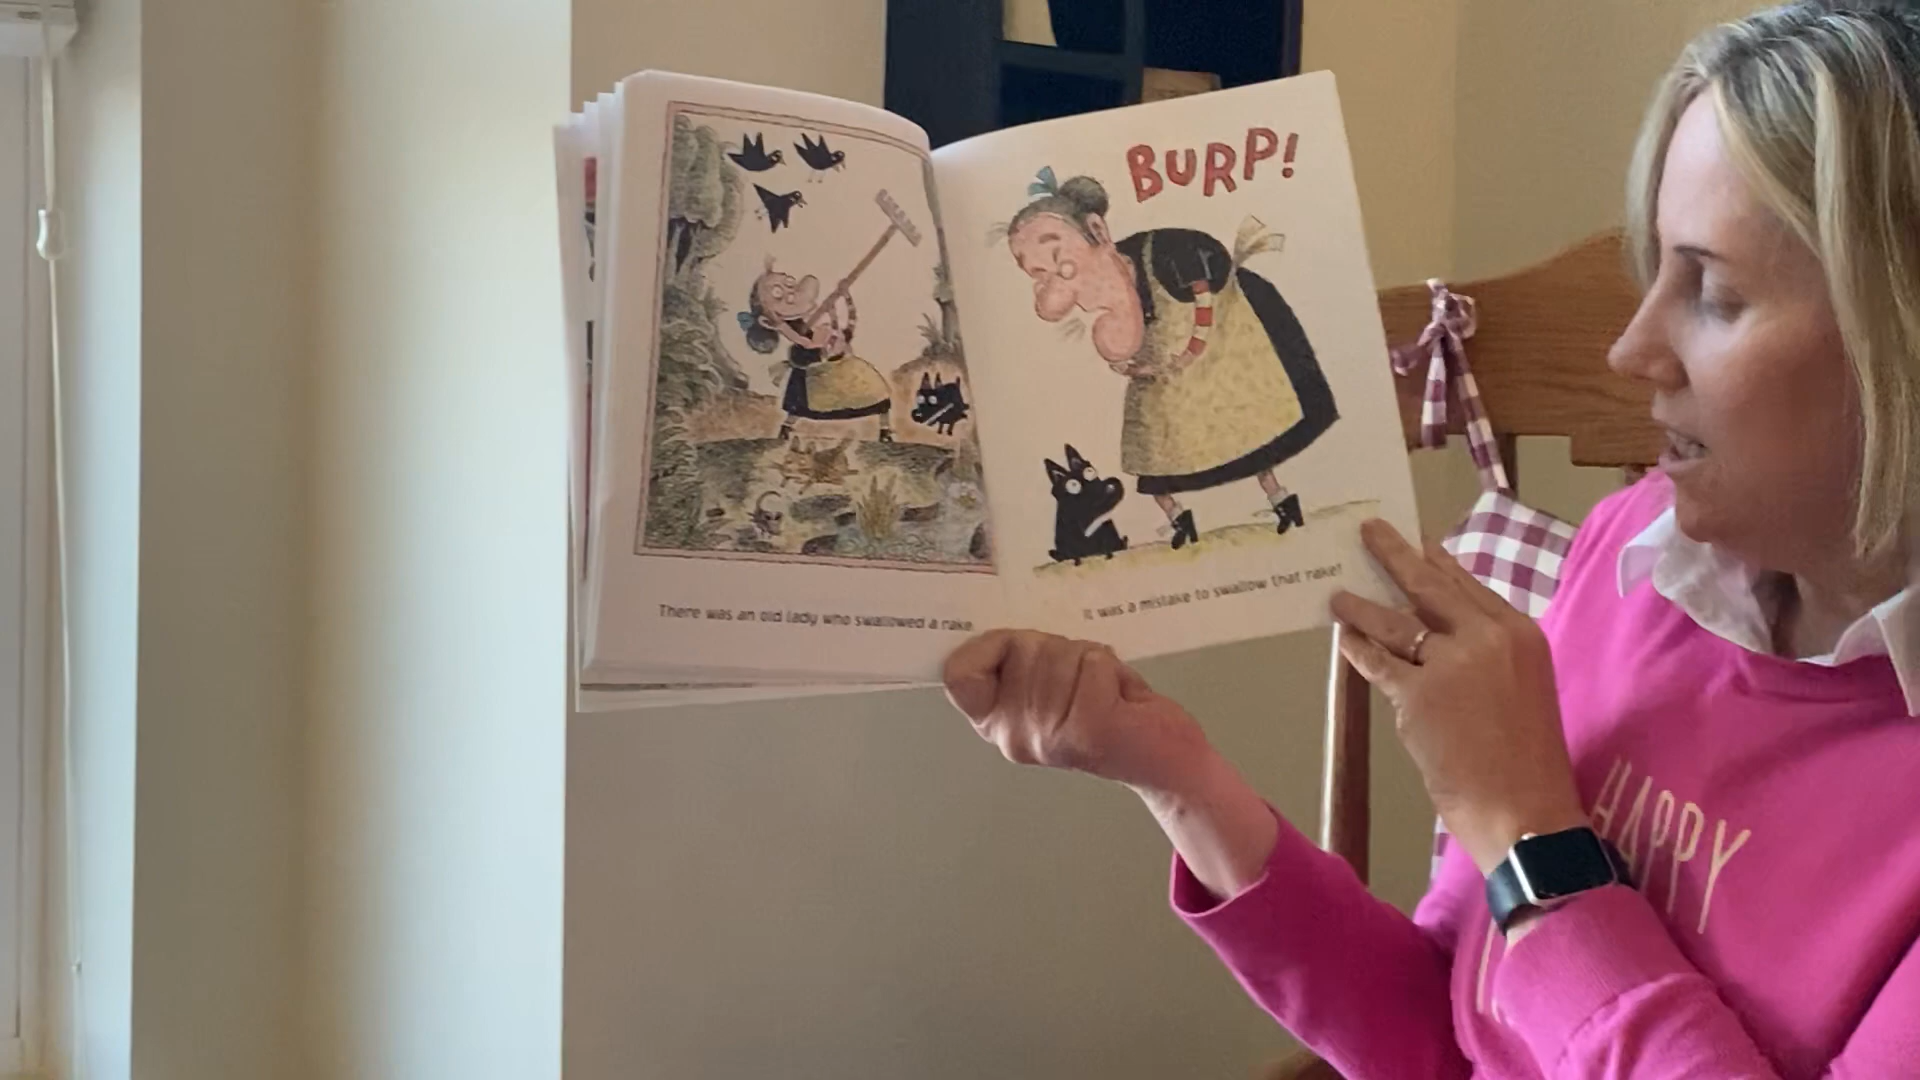 BURP!
There was an old lady who swallowed a rake.
It was a mistake to swallow that rake!
HAPPY